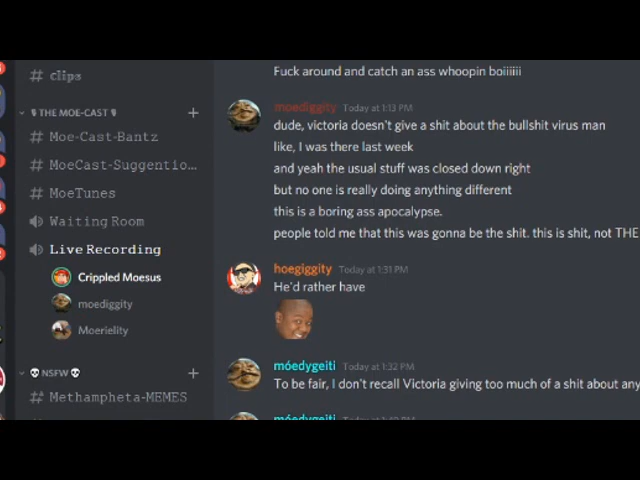 # clips
THE MOE-CAST
# Moe-Cast-Bantz
# MoeCast-Suggentio...
# MoeTunes
Waiting Room
Live Recording
Crippled Moesus
moediggity
Moerielity
NSFW
# Methampheta-MEMES
Fuck around and catch an ass whoopin boiiiiii
moediggity Today at 1:13 PM
dude, victoria doesn't give a shit about the bullshit virus man
like, I was there last week
and yeah the usual stuff was closed down right
but no one is really doing anything different
this is a boring ass apocalypse.
people told me that this was gonna be the shit. this is shit, not THE
hoegiggity Today at 1:31 PM
He'd rather have
móedygeiti Today at 1:32 PM
To be fair, I don't recall Victoria giving too much of a shit about any
móedygeiti